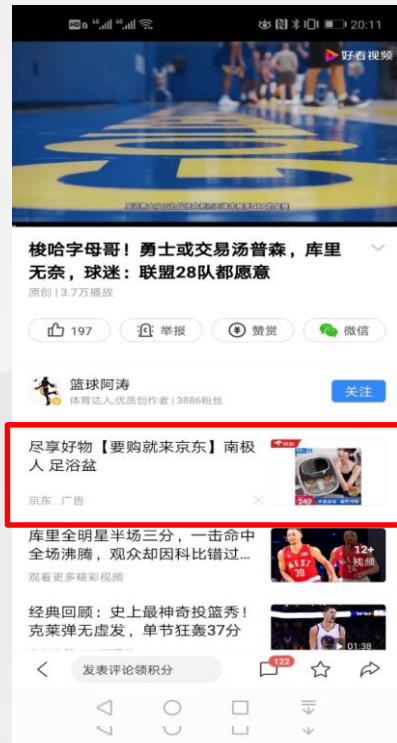 HD 46 46 20:11
好看视频
梭哈字母哥！勇士或交易汤普森，库里
无奈，球迷：联盟28队都愿意
原创 | 3.7万播放
197 举报 赞赏 微信
篮球阿涛
体育达人,优质创作者 | 3886粉丝
关注
尽享好物【要购就来京东】南极
人 足浴盆
京东 广告
京东
249
库里全明星半场三分，一击命中
全场沸腾，观众却因科比错过...
观看更多精彩视频
WEST
30
12+
视频
经典回顾：史上最神奇投篮秀！
克莱弹无虚发，单节狂轰37分
01:38
发表评论领积分
122